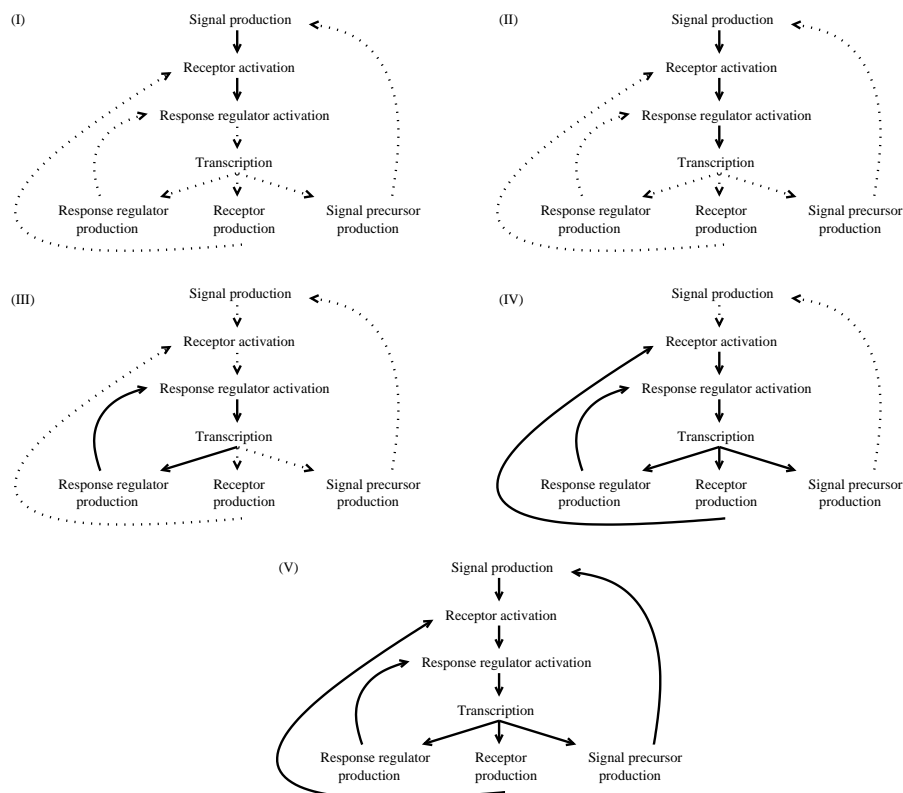 (I)
Signal production
Receptor activation
Response regulator activation
Transcription
Response regulator
production
Receptor
production
Signal precursor
production
(II)
Signal production
Receptor activation
Response regulator activation
Transcription
Response regulator
production
Receptor
production
Signal precursor
production
(III)
Signal production
Receptor activation
Response regulator activation
Transcription
Response regulator
production
Receptor
production
Signal precursor
production
(IV)
Signal production
Receptor activation
Response regulator activation
Transcription
Response regulator
production
Receptor
production
Signal precursor
production
(V)
Signal production
Receptor activation
Response regulator activation
Transcription
Response regulator
production
Receptor
production
Signal precursor
production